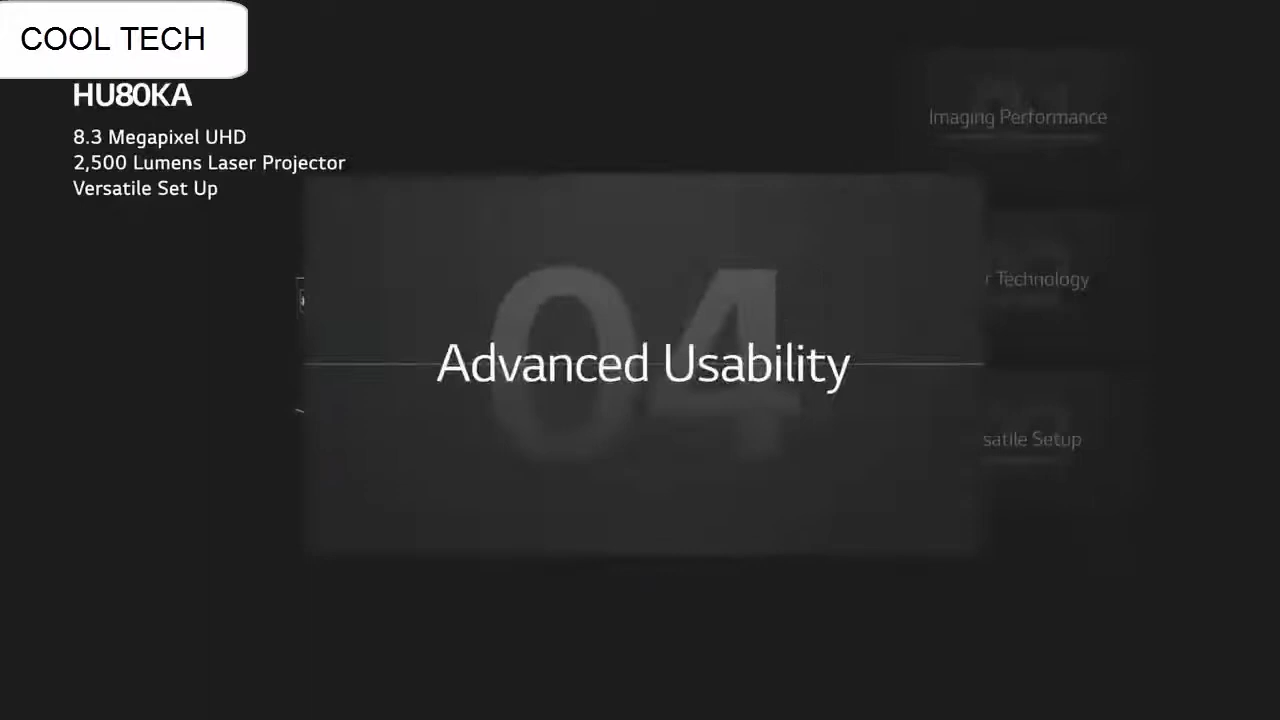 COOL TECH
HU80KA
8.3 Megapixel UHD
2,500 Lumens Laser Projector
Versatile Set Up
Imaging Performance
Technology
04
Advanced Usability
Setup